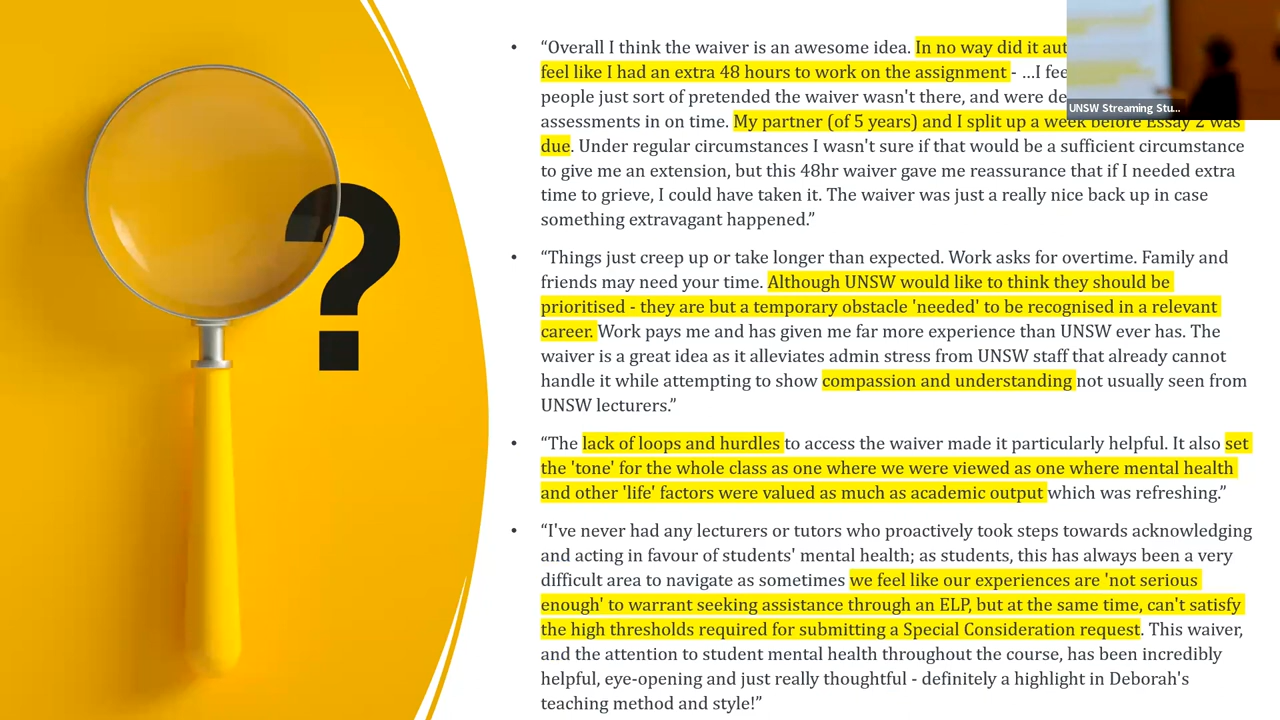 • “Overall I think the waiver is an awesome idea. In no way did it
feel like I had an extra 48 hours to work on the assignment - …I
people just sort of pretended the waiver wasn't there, and were
assessments in on time. My partner (of 5 years) and I split up a week before Essay 2 was
due. Under regular circumstances I wasn't sure if that would be a sufficient circumstance
to give me an extension, but this 48hr waiver gave me reassurance that if I needed extra
time to grieve, I could have taken it. The waiver was just a really nice back up in case
something extravagant happened.”
UNSW Streaming Stu...
• “Things just creep up or take longer than expected. Work asks for overtime. Family and
friends may need your time. Although UNSW would like to think they should be
prioritised - they are but a temporary obstacle 'needed' to be recognised in a relevant
career. Work pays me and has given me far more experience than UNSW ever has. The
waiver is a great idea as it alleviates admin stress from UNSW staff that already cannot
handle it while attempting to show compassion and understanding not usually seen from
UNSW lecturers.”
• “The lack of loops and hurdles to access the waiver made it particularly helpful. It also set
the 'tone' for the whole class as one where we were viewed as one where mental health
and other 'life' factors were valued as much as academic output which was refreshing.”
• “I've never had any lecturers or tutors who proactively took steps towards acknowledging
and acting in favour of students' mental health; as students, this has always been a very
difficult area to navigate as sometimes we feel like our experiences are 'not serious
enough' to warrant seeking assistance through an ELP, but at the same time, can't satisfy
the high thresholds required for submitting a Special Consideration request. This waiver,
and the attention to student mental health throughout the course, has been incredibly
helpful, eye-opening and just really thoughtful - definitely a highlight in Deborah's
teaching method and style!”
?